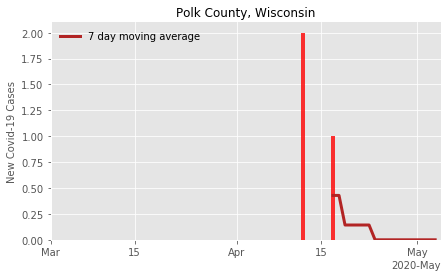 Polk County, Wisconsin
7 day moving average
New Covid-19 Cases
2.00
1.75
1.50
1.25
1.00
0.75
0.50
0.25
0.00
Mar
15
Apr
15
May
2020-May